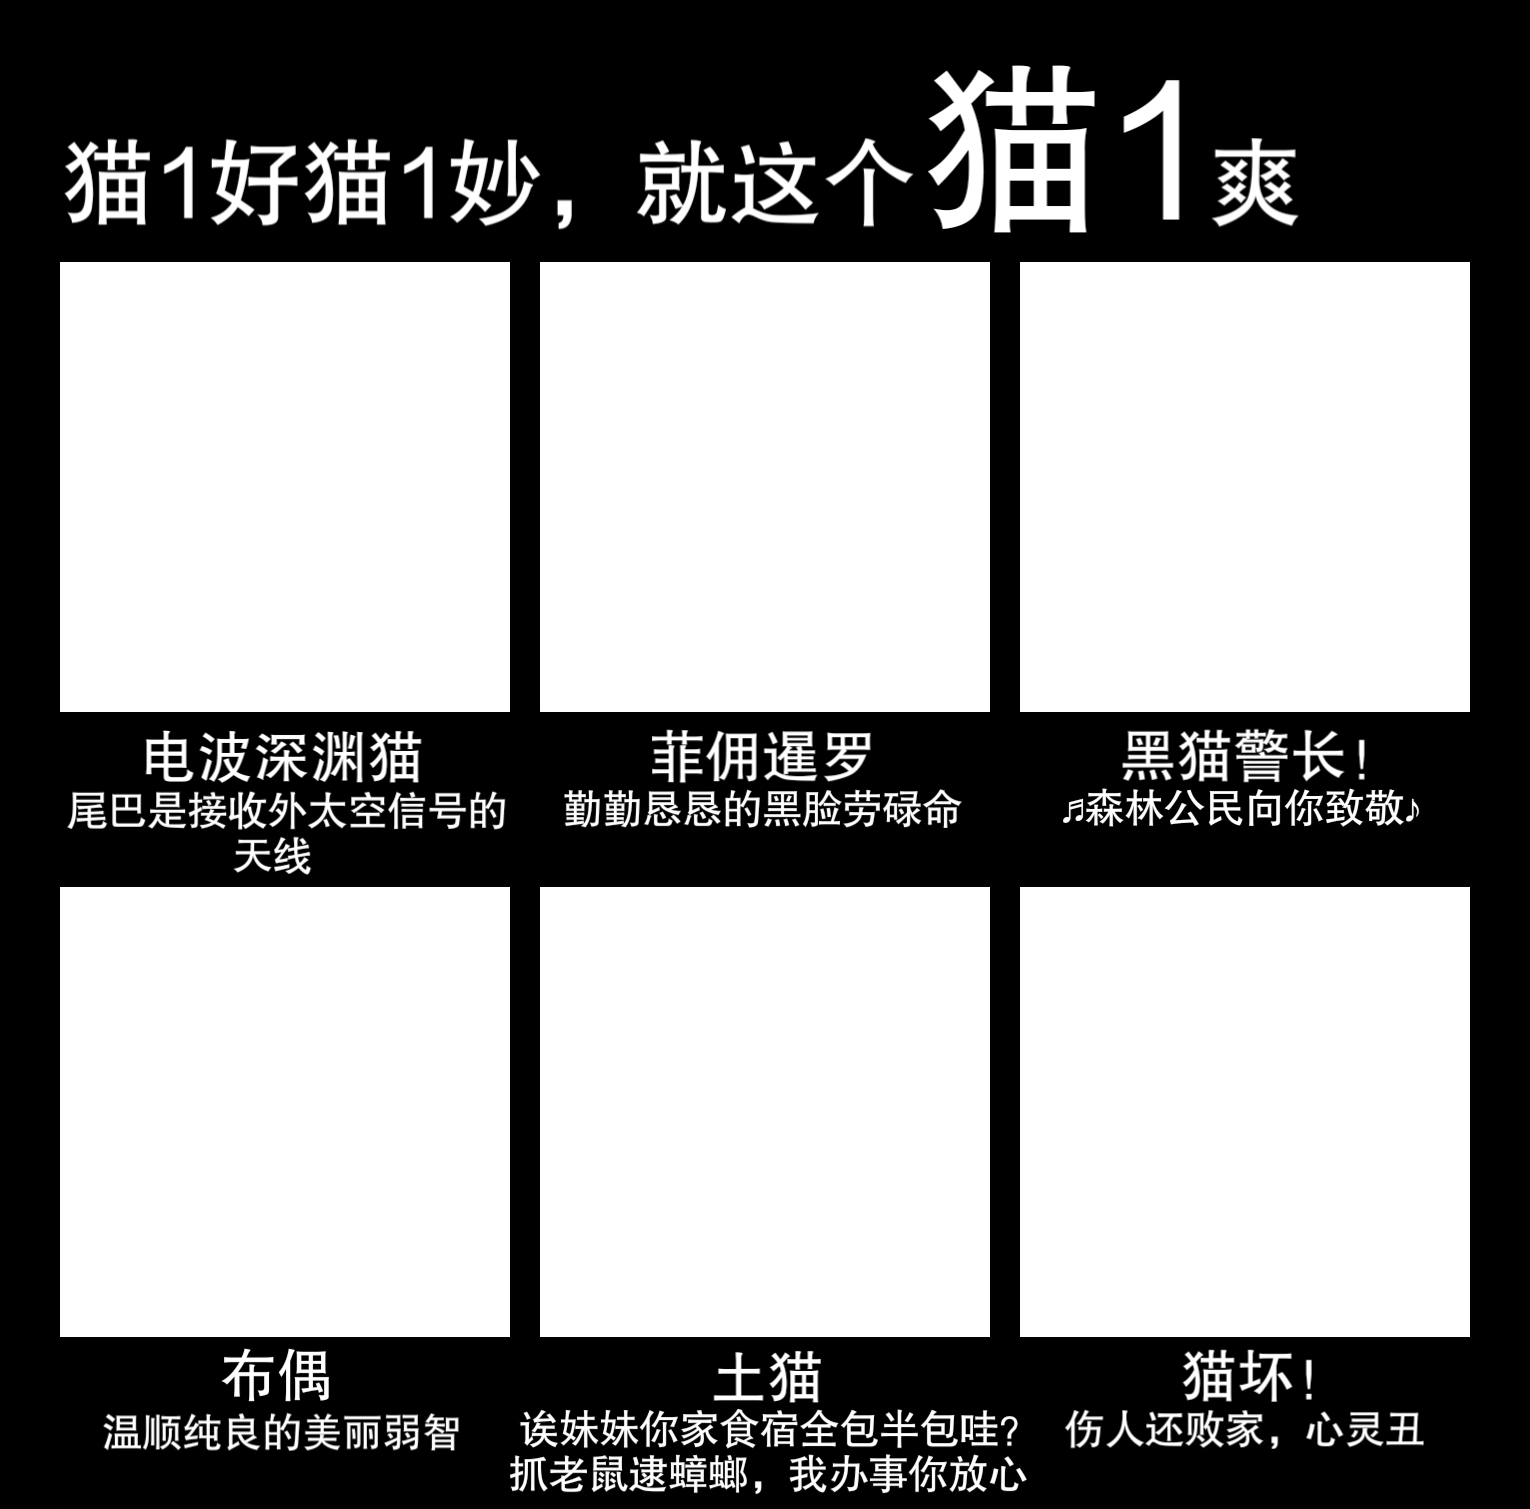 猫1好猫1妙，就这个猫1爽
电波深渊猫
尾巴是接收外太空信号的
天线
菲佣暹罗
勤勤恳恳的黑脸劳碌命
黑猫警长！
♬森林公民向你致敬♪
布偶
温顺纯良的美丽弱智
土猫
诶妹妹你家食宿全包半包哇？
抓老鼠逮蟑螂，我办事你放心
猫坏！
伤人还败家，心灵丑